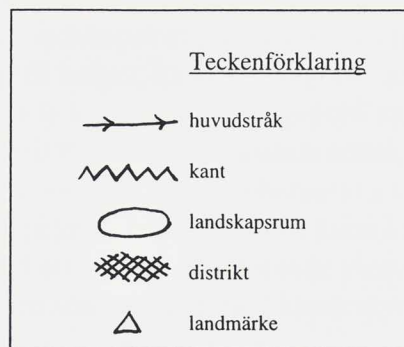 Teckenförklaring
huvudstråk
kant
landskapsrum
distrikt
landmärke